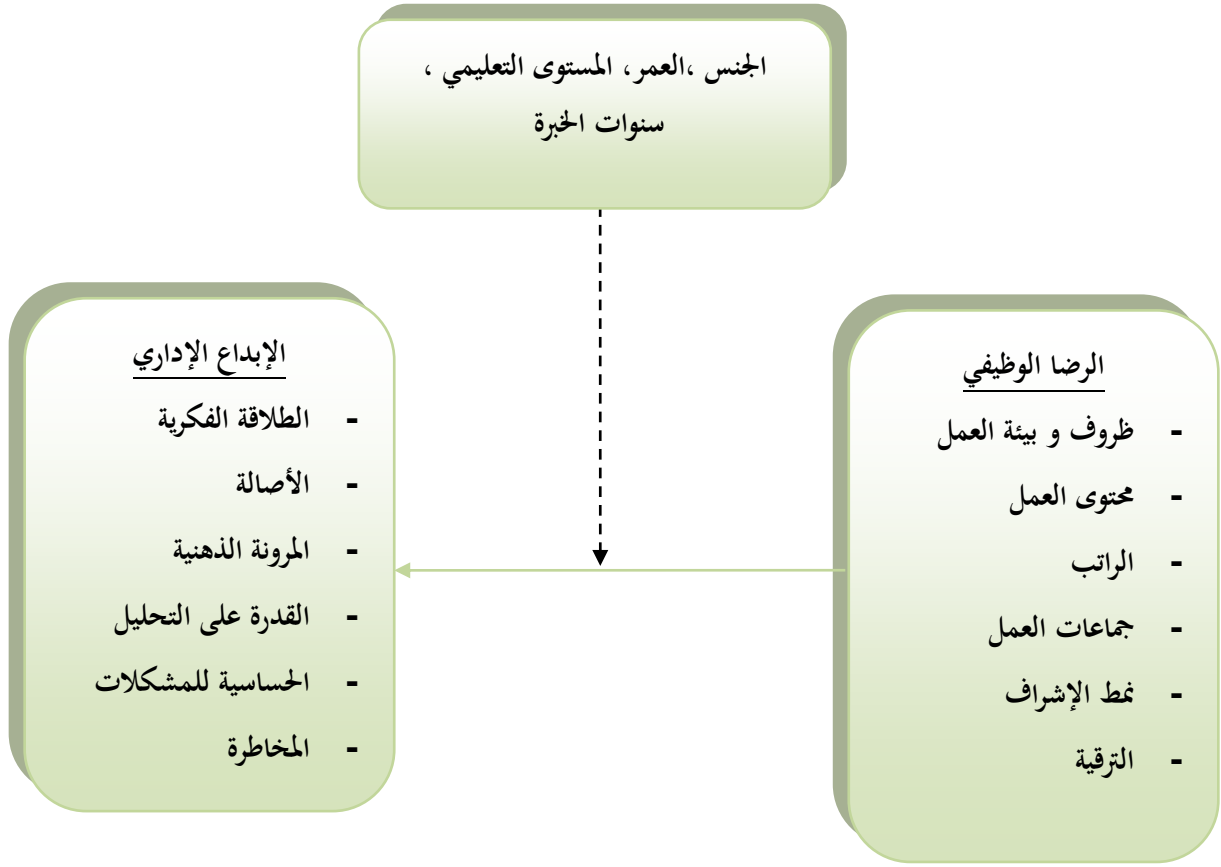 الجنس ،العمر، المستوى التعليمي ،
سنوات الخبرة
الرضا الوظيفي
- ظروف و بيئة العمل
- محتوى العمل
- الراتب
- جماعات العمل
- نمط الإشراف
- الترقية
الإبداع الإداري
- الطلاقة الفكرية
- الأصالة
- المرونة الذهنية
- القدرة على التحليل
- الحساسية للمشكلات
- المخاطرة